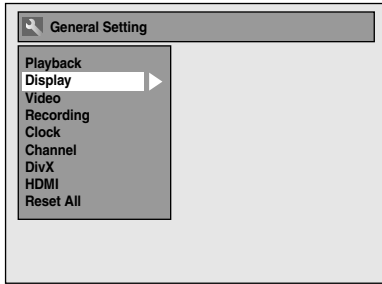 General Setting
Playback
Display
Video
Recording
Clock
Channel
DivX
HDMI
Reset All